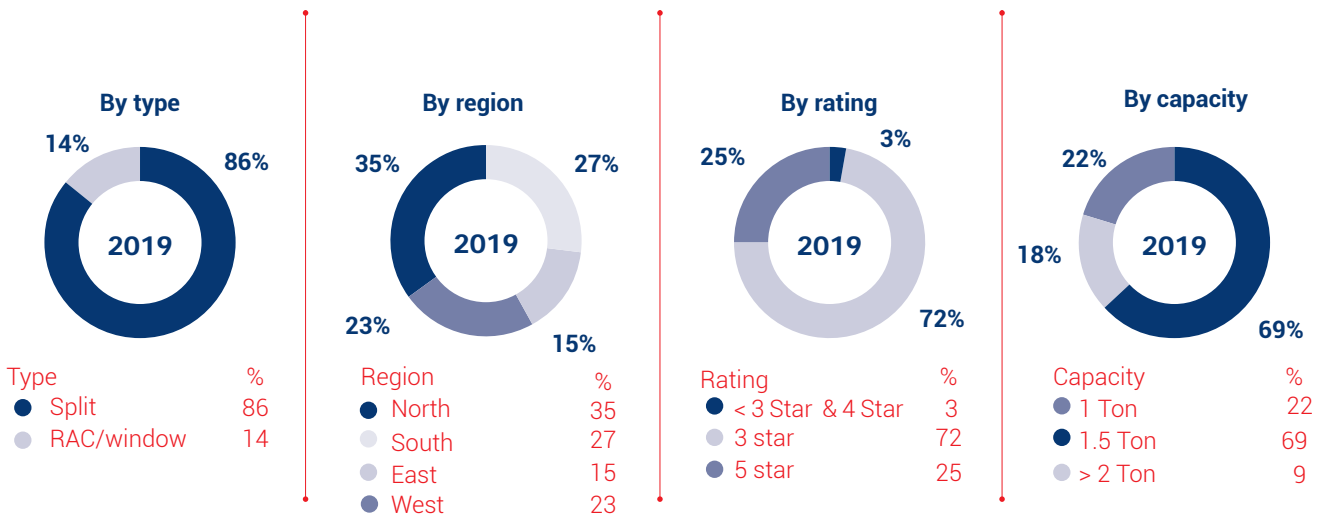 By type
14%
86%
2019
Type %
Split 86
RAC/window 14
By region
35%
27%
2019
23%
15%
Region %
North 35
South 27
East 15
West 23
By rating
25%
3%
2019
72%
Rating %
< 3 Star & 4 Star 3
3 star 72
5 star 25
By capacity
22%
2019
18%
69%
Capacity %
1 Ton 22
1.5 Ton 69
> 2 Ton 9